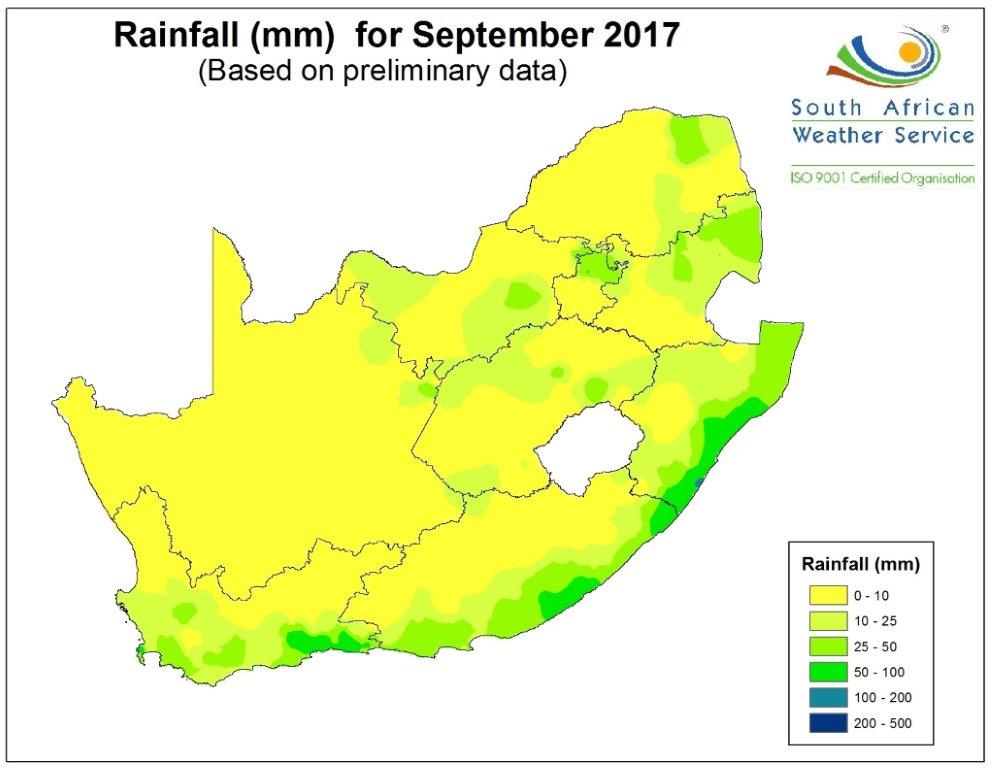 Rainfall (mm) for September 2017
(Based on preliminary data)
®
South African
Weather Service
ISO 9001 Certified Organisation
Rainfall (mm)
0 - 10
10 - 25
25 - 50
50 - 100
100 - 200
200 - 500